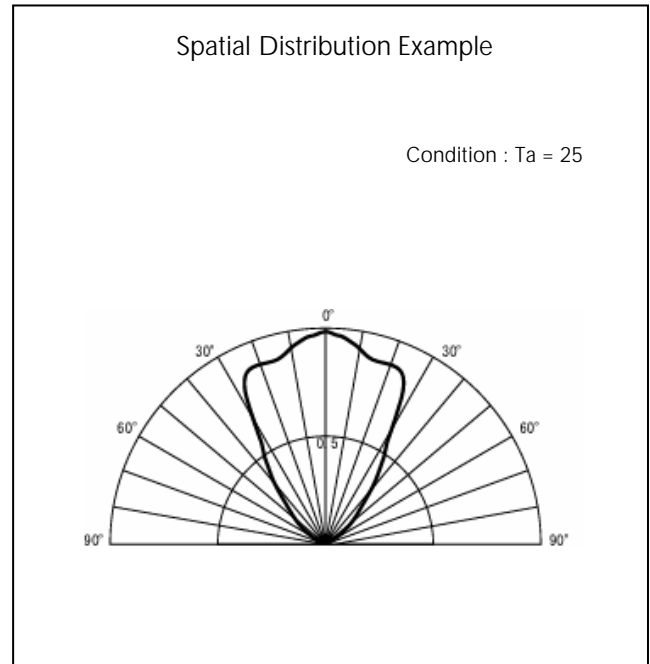 Spatial Distribution Example
Condition : Ta = 25
0°
30° 30°
60° 60°
0.5
90° 90°